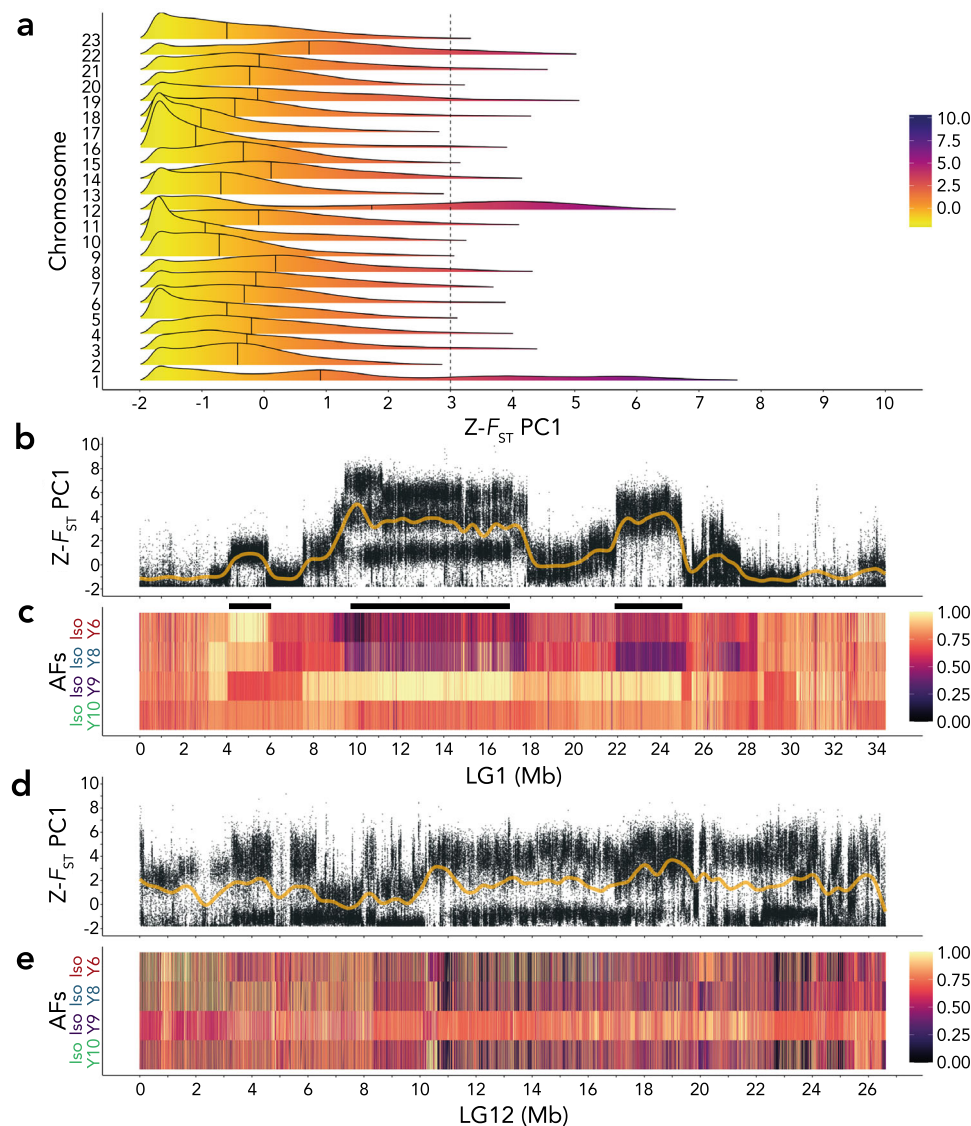 a
Chromosome
23
22
21
20
19
18
17
16
15
14
13
12
11
10
9
8
7
6
5
4
3
2
1
-2 -1 0 1 2 3 4 5 6 7 8 9 10
Z-FST PC1
10.0
7.5
5.0
2.5
0.0
b
Z-FST PC1
10
8
6
4
2
0
-2
c
AFs
Iso Y6
Iso Y8
Iso Y9
Iso Y10
1.00
0.75
0.50
0.25
0.00
0 2 4 6 8 10 12 14 16 18 20 22 24 26 28 30 32 34
LG1 (Mb)
d
Z-FST PC1
10
8
6
4
2
0
-2
e
AFs
Iso Y6
Iso Y8
Iso Y9
Iso Y10
1.00
0.75
0.50
0.25
0.00
0 2 4 6 8 10 12 14 16 18 20 22 24 26
LG12 (Mb)